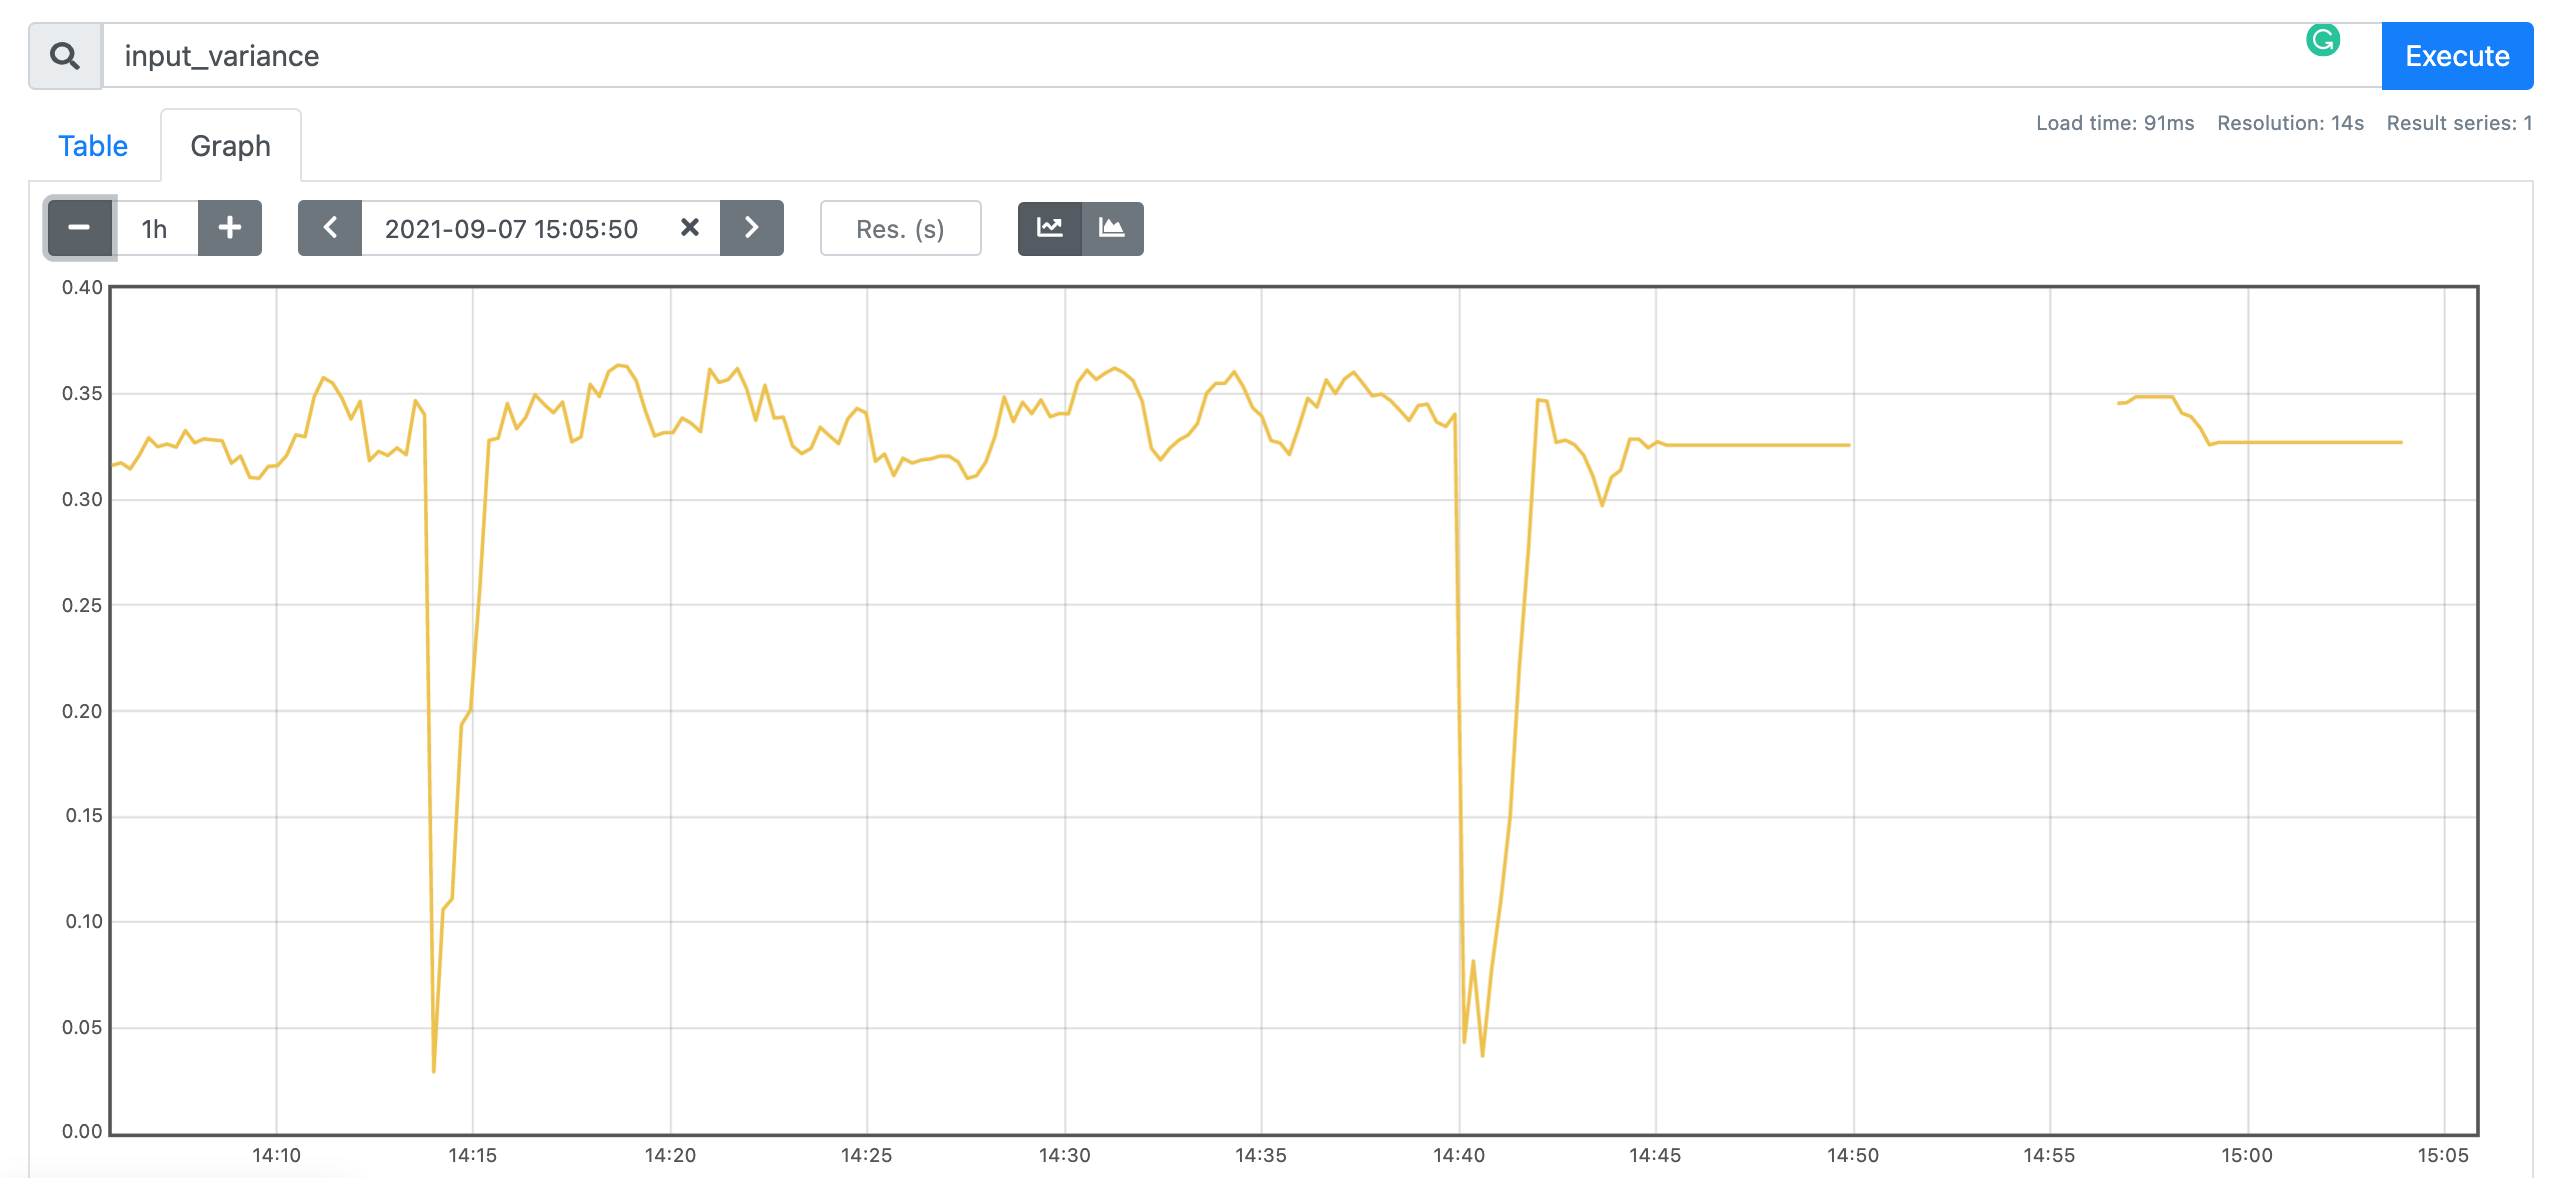 input_variance
Execute
Load time: 91ms Resolution: 14s Result series: 1
Table Graph
1h 2021-09-07 15:05:50 Res. (s)
0.40
0.35
0.30
0.25
0.20
0.15
0.10
0.05
0.00
14:10 14:15 14:20 14:25 14:30 14:35 14:40 14:45 14:50 14:55 15:00 15:05